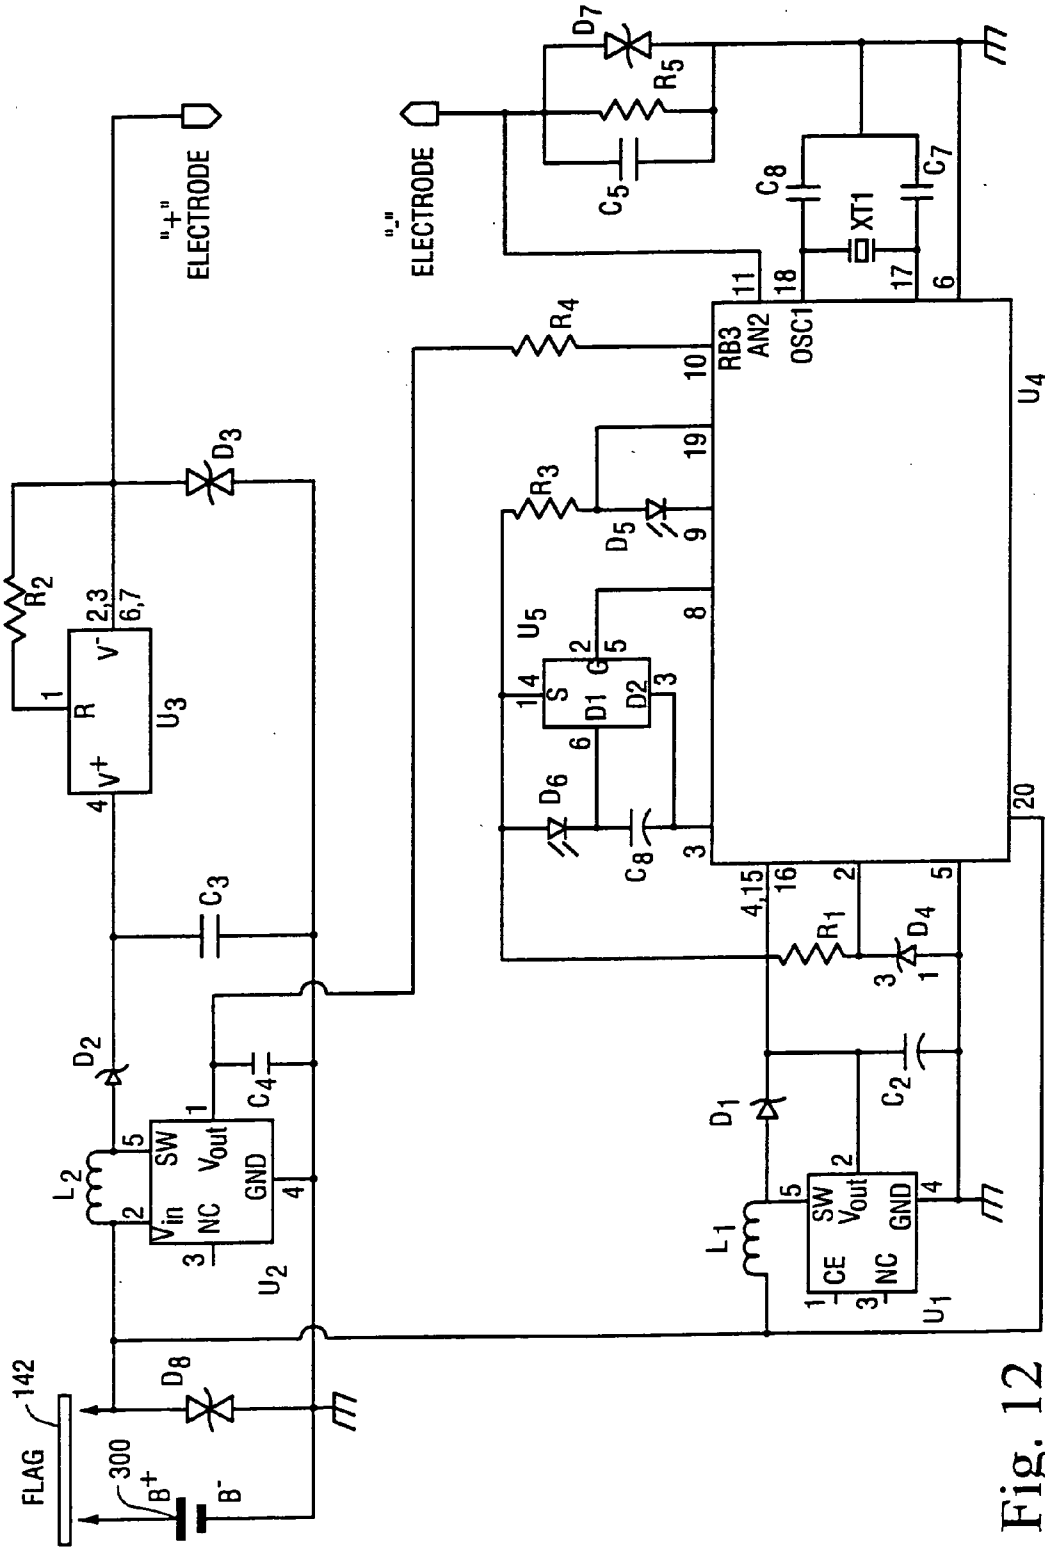 FLAG
142
300
B+
B-
D8
L2
2
5
Vin
SW
NC
Vout
GND
3
1
4
U2
D2
C4
C3
4
V+
R
1
V-
2,3
6,7
U3
R2
D3
"+"
ELECTRODE
"-"
ELECTRODE
D7
R5
C5
R4
R3
D5
U5
1
4
S
D1
G
D2
2
5
3
6
D6
C8
3
8
9
19
10
RB3
11
AN2
18
OSC1
17
6
C8
XT1
C7
U4
4,15
16
2
5
20
R1
D4
3
1
C2
D1
L1
5
SW
Vout
2
CE
1
NC
3
GND
4
U1
Fig. 12